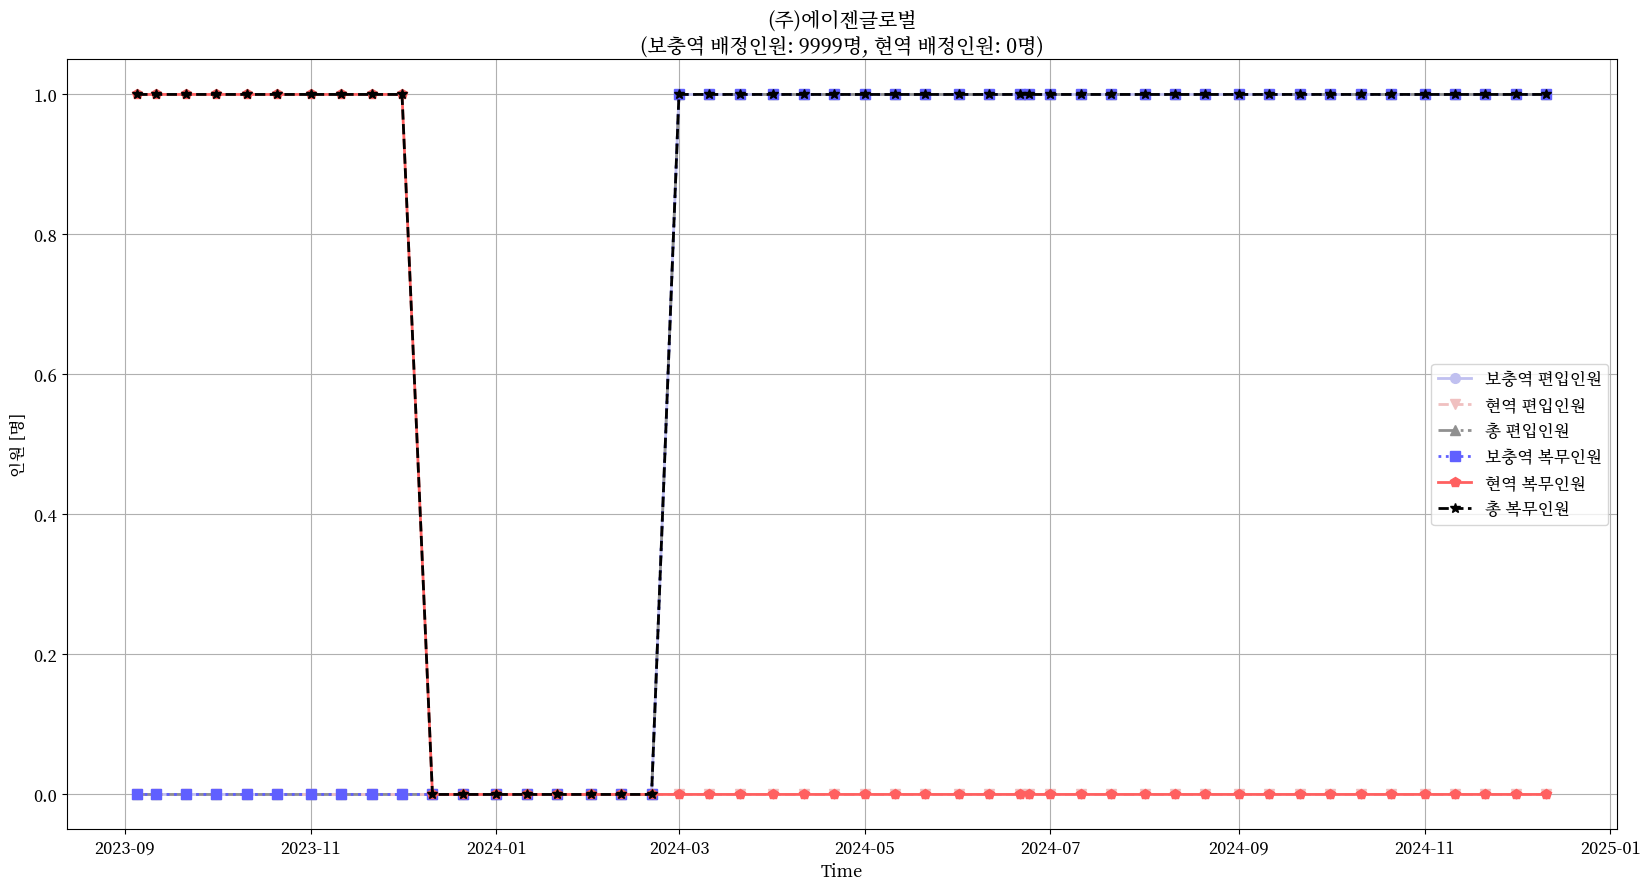 (주)에이젠글로벌
(보충역 배정인원: 9999명, 현역 배정인원: 0명)
인원 [명]
1.0
0.8
0.6
0.4
0.2
0.0
보충역 편입인원
현역 편입인원
총 편입인원
보충역 복무인원
현역 복무인원
총 복무인원
2023-09
2023-11
2024-01
2024-03
2024-05
2024-07
2024-09
2024-11
2025-01
Time